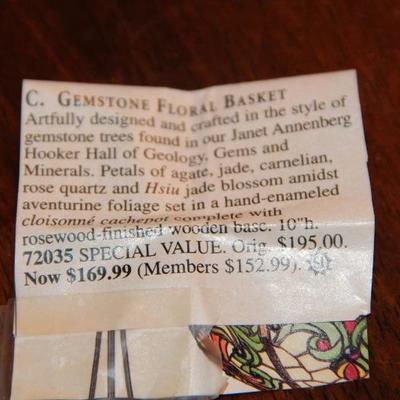 C. GEMSTONE FLORAL BASKET
Artfully designed and crafted in the style of
gemstone trees found in our Janet Annenberg
Hooker Hall of Geology, Gems and
Minerals. Petals of agate, jade, carnelian,
rose quartz and Hsiu jade blossom amidst
aventurine foliage set in a hand-enameled
cloisonné cachepot complete with
rosewood-finished wooden base. 10"h.
72035 SPECIAL VALUE. Orig. $195.00.
Now $169.99 (Members $152.99).